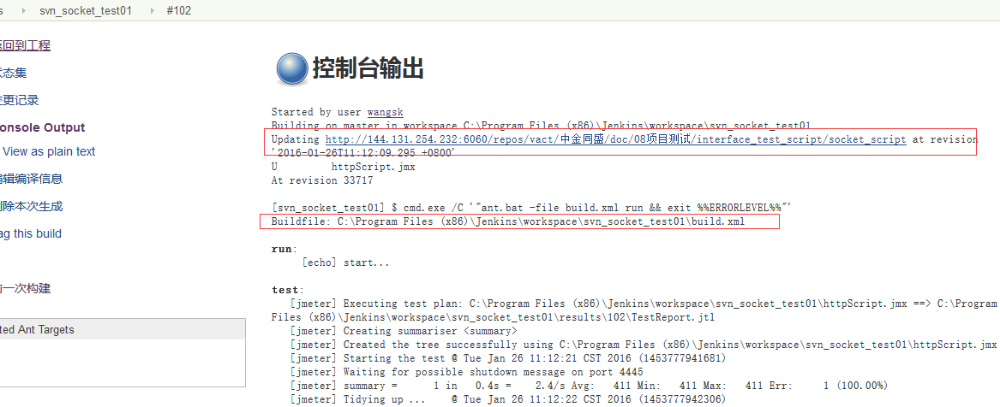 svn_socket_test01 #102
返回到工程
状态集
变更记录
Console Output
View as plain text
编辑编译信息
删除本次生成
Tag this build
前一次构建
ted Ant Targets
控制台输出
Started by user wangsk
Building on master in workspace C:\Program Files (x86)\Jenkins\workspace\svn_socket_test01
Updating http://144.131.254.232:6060/repos/vact/中金同盛/doc/08项目测试/interface_test_script/socket_script at revision
'2016-01-26T11:12:09.295 +0800'
U httpScript.jmx
At revision 33717
[svn_socket_test01] $ cmd.exe /C '"ant.bat -file build.xml run && exit %%ERRORLEVEL%%"'
Buildfile: C:\Program Files (x86)\Jenkins\workspace\svn_socket_test01\build.xml
run:
[echo] start...
test:
[jmeter] Executing test plan: C:\Program Files (x86)\Jenkins\workspace\svn_socket_test01\httpScript.jmx ==> C:\Program
Files (x86)\Jenkins\workspace\svn_socket_test01\results\102\TestReport.jtl
[jmeter] Creating summariser <summary>
[jmeter] Created the tree successfully using C:\Program Files (x86)\Jenkins\workspace\svn_socket_test01\httpScript.jmx
[jmeter] Starting the test @ Tue Jan 26 11:12:21 CST 2016 (1453777941681)
[jmeter] Waiting for possible shutdown message on port 4445
[jmeter] summary = 1 in 0.4s = 2.4/s Avg: 411 Min: 411 Max: 411 Err: 1 (100.00%)
[jmeter] Tidying up ... @ Tue Jan 26 11:12:22 CST 2016 (1453777942306)